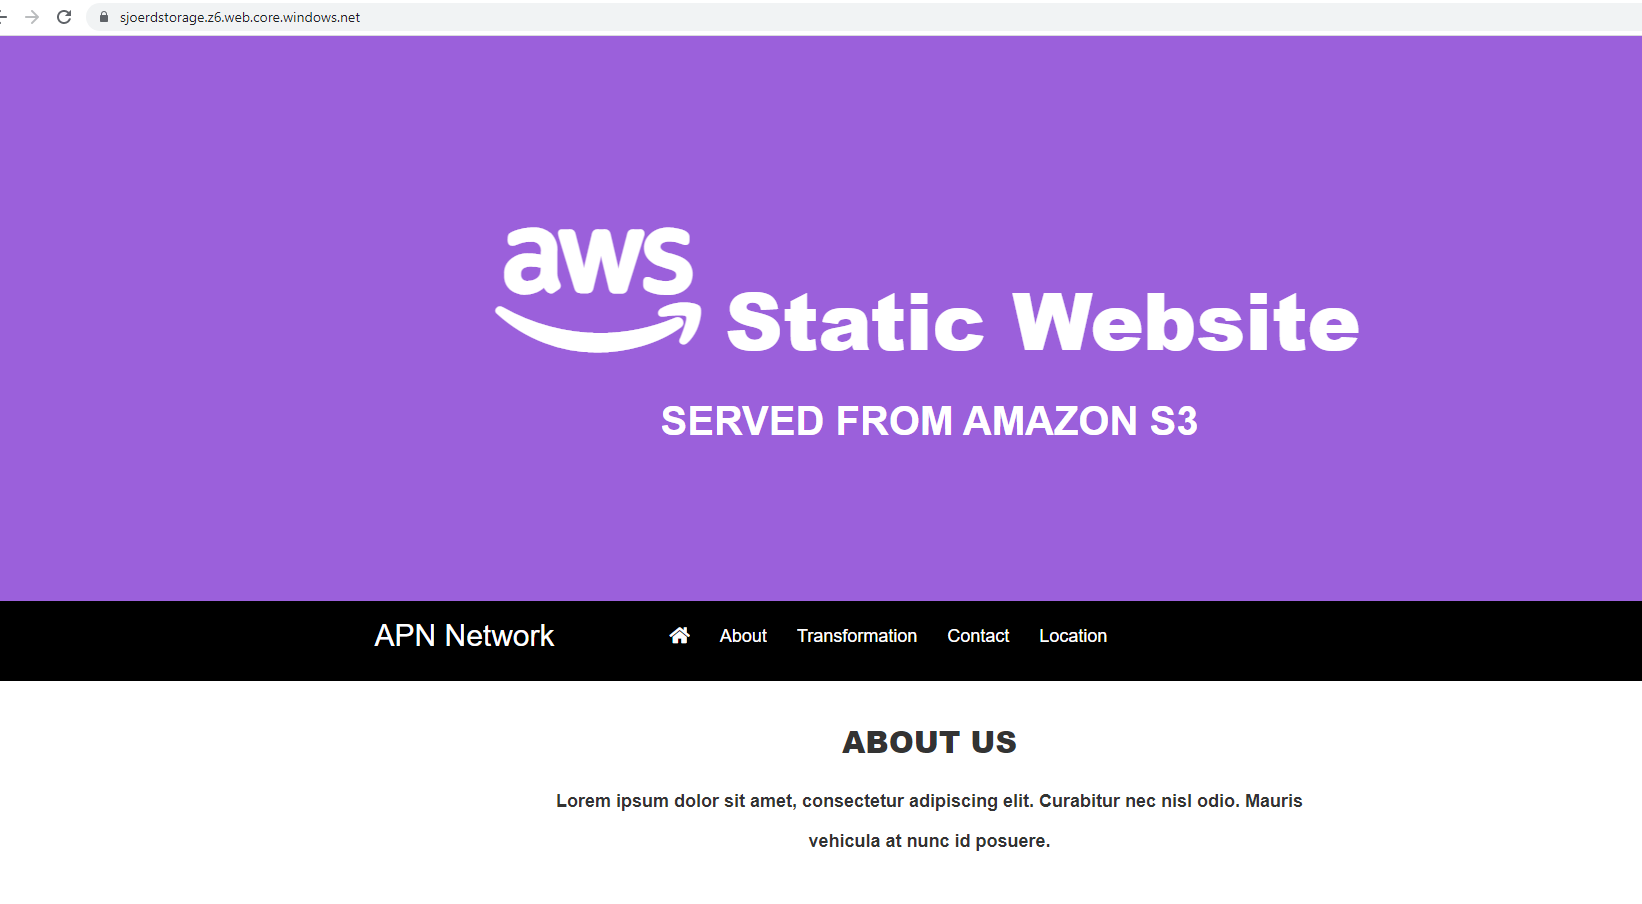 sjoerdstorage.z6.web.core.windows.net
aws Static Website
SERVED FROM AMAZON S3
APN Network About Transformation Contact Location
ABOUT US
Lorem ipsum dolor sit amet, consectetur adipiscing elit. Curabitur nec nisl odio. Mauris
vehicula at nunc id posuere.